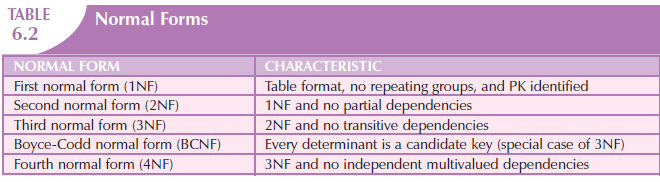 TABLE
6.2
Normal Forms
NORMAL FORM CHARACTERISTIC
First normal form (1NF) Table format, no repeating groups, and PK identified
Second normal form (2NF) 1NF and no partial dependencies
Third normal form (3NF) 2NF and no transitive dependencies
Boyce-Codd normal form (BCNF) Every determinant is a candidate key (special case of 3NF)
Fourth normal form (4NF) 3NF and no independent multivalued dependencies